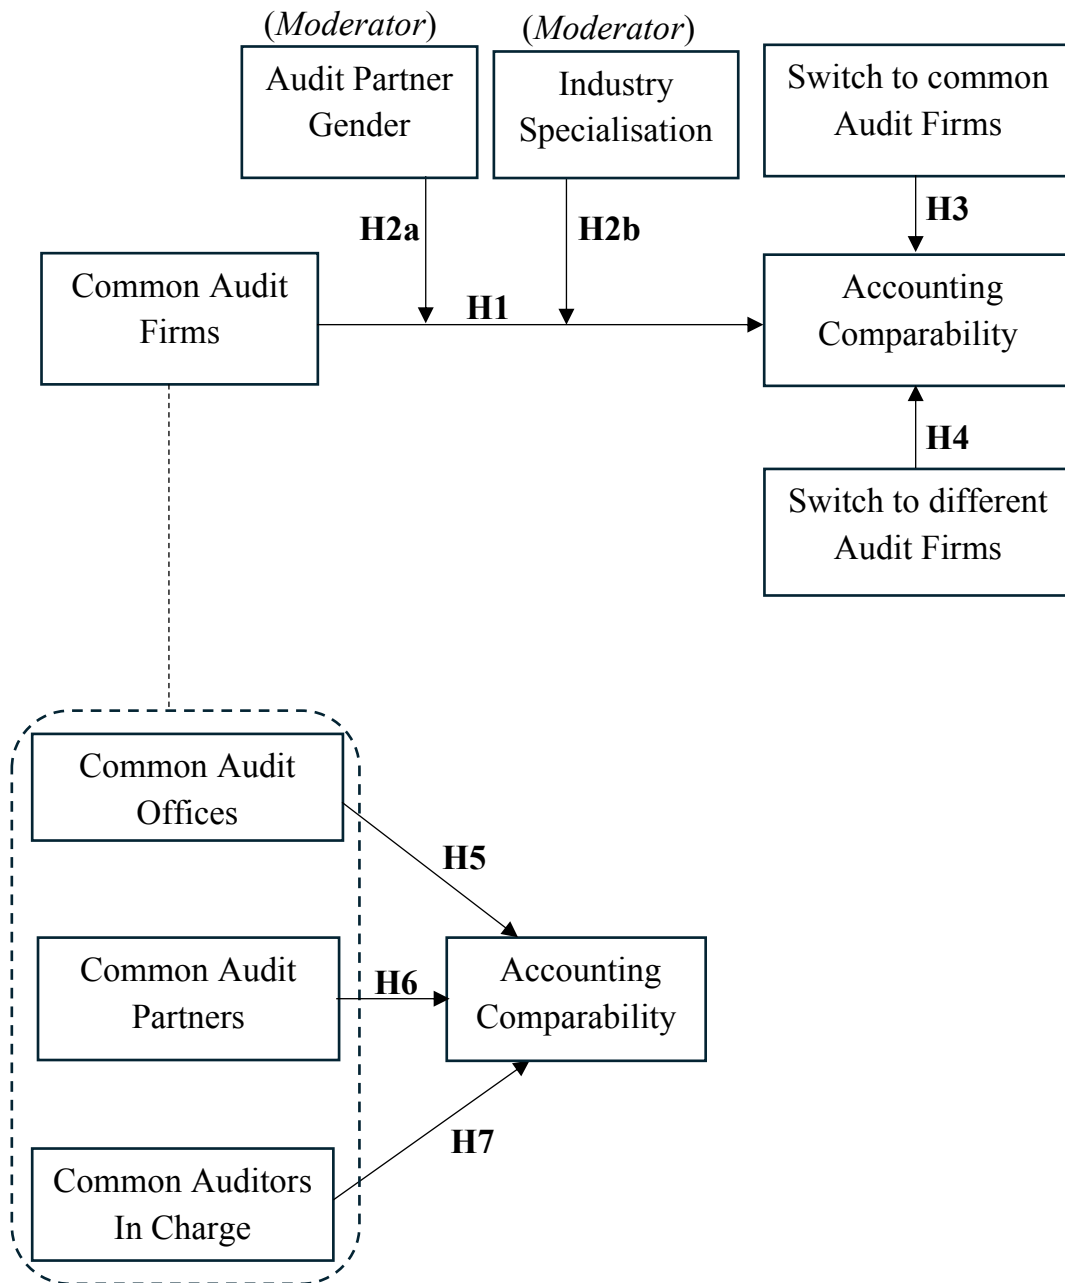 (Moderator)
(Moderator)
Audit Partner
Gender
Industry
Specialisation
Switch to common
Audit Firms
H2a
H2b
H3
Common Audit
Firms
H1
Accounting
Comparability
H4
Switch to different
Audit Firms
Common Audit
Offices
H5
Common Audit
Partners
H6
Accounting
Comparability
H7
Common Auditors
In Charge